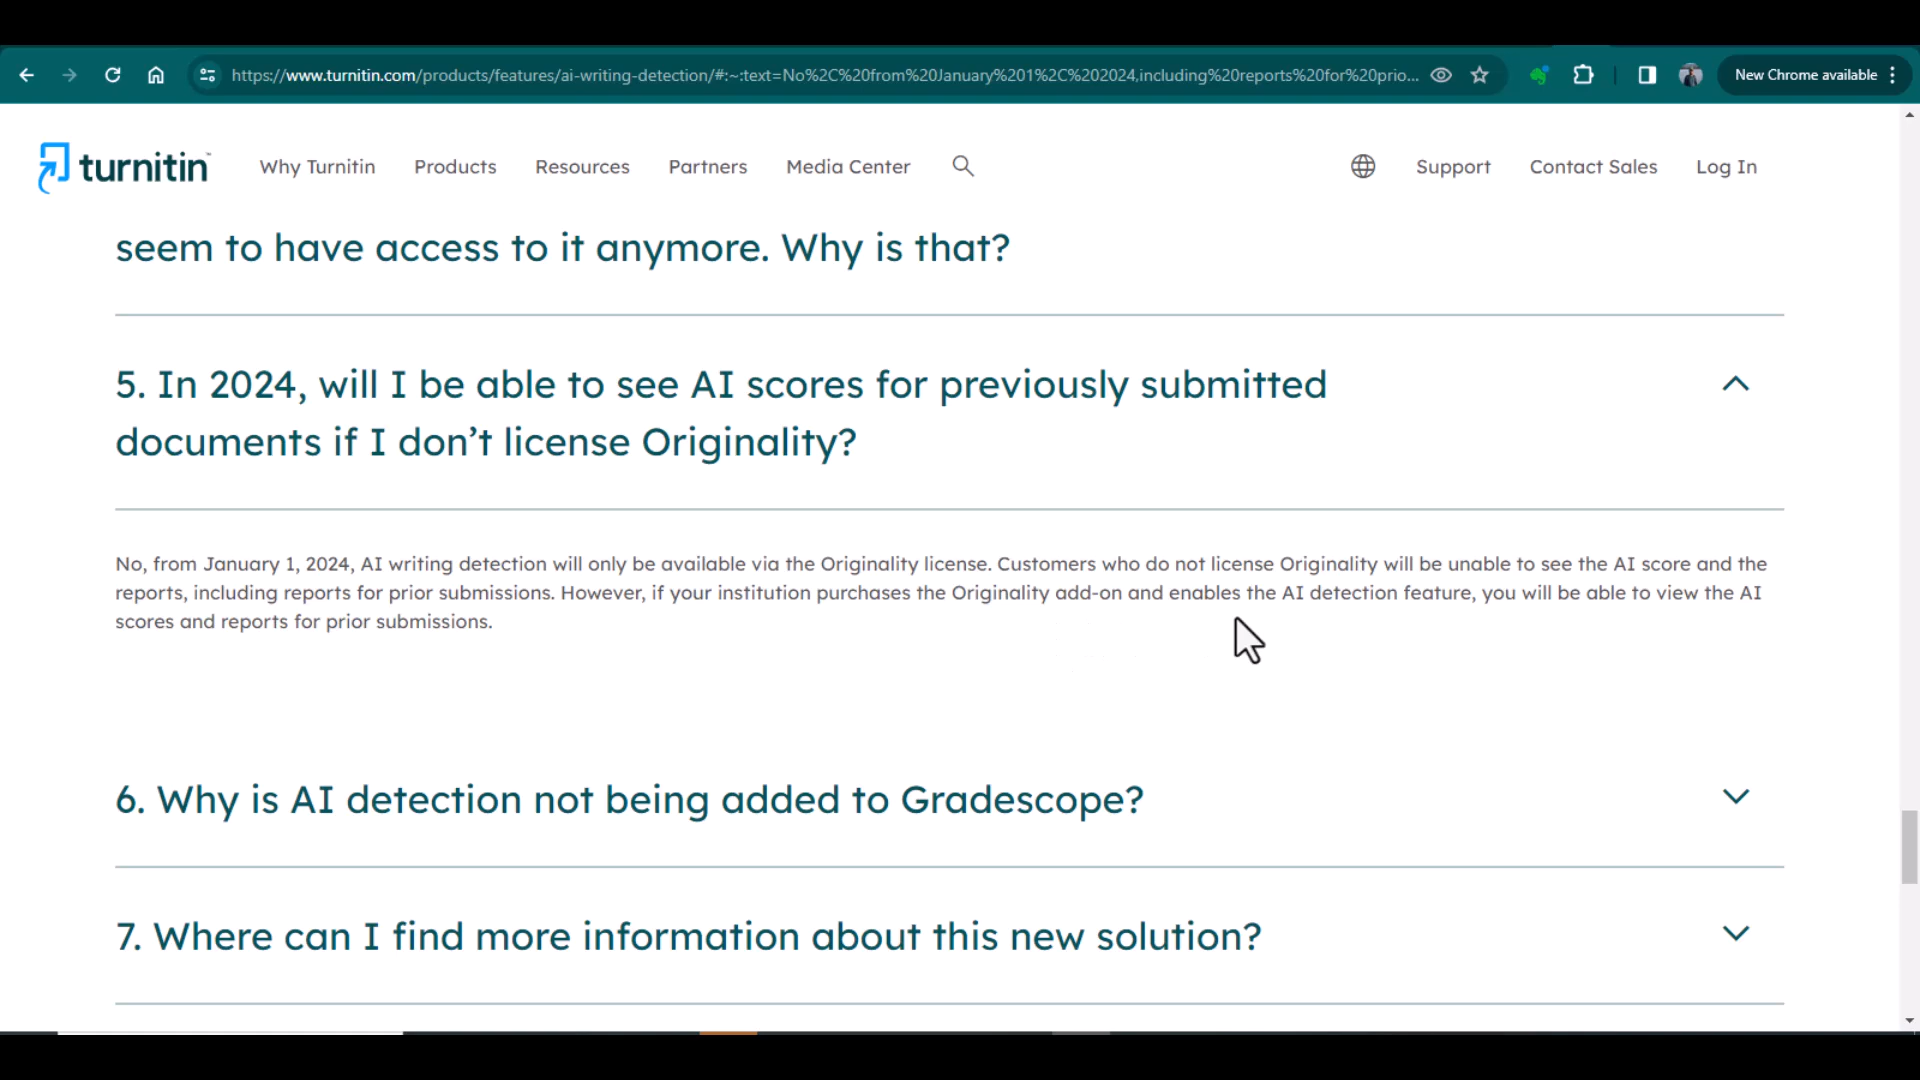 https://www.turnitin.com/products/features/ai-writing-detection/#:~:text=No%2C%20from%20January%201%2C%202024,including%20reports%20for%20prio...
New Chrome available
turnitin
Why Turnitin
Products
Resources
Partners
Media Center
Support
Contact Sales
Log In
seem to have access to it anymore. Why is that?
5. In 2024, will I be able to see AI scores for previously submitted
documents if I don’t license Originality?
No, from January 1, 2024, AI writing detection will only be available via the Originality license. Customers who do not license Originality will be unable to see the AI score and the
reports, including reports for prior submissions. However, if your institution purchases the Originality add-on and enables the AI detection feature, you will be able to view the AI
scores and reports for prior submissions.
6. Why is AI detection not being added to Gradescope?
7. Where can I find more information about this new solution?